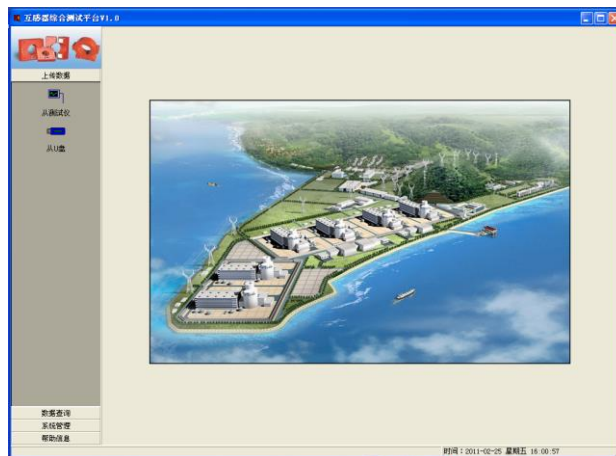 互感器综合测试平台V1.0
上传数据
从测试仪
从U盘
数据查询
系统管理
帮助信息
时间：2011-02-25 星期五 16:00:57